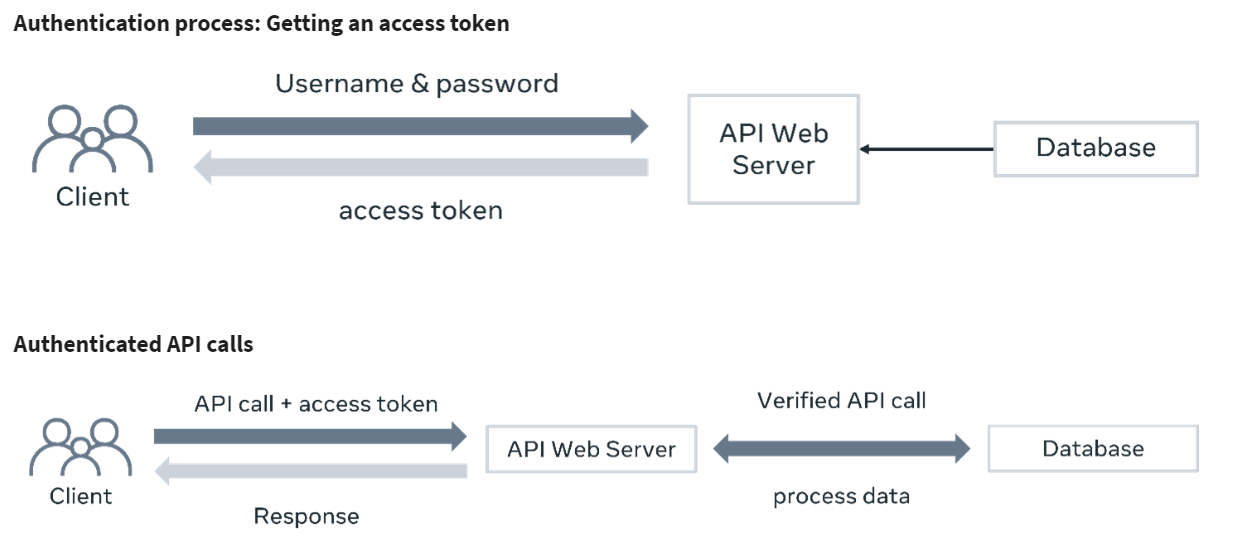 Authentication process: Getting an access token
Username & password
Client
access token
API Web
Server
Database
Authenticated API calls
API call + access token
Client
Response
API Web Server
Verified API call
process data
Database